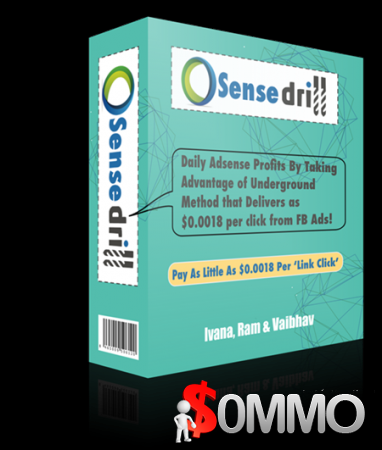 Sense drill
Sense drill
Daily Adsense Profits By Taking
Advantage of Underground
Method that Delivers as
$0.0018 per click from FB Ads!
Pay As Little As $0.0018 Per 'Link Click'
Ivana, Ram & Vaibhav
$OMMO